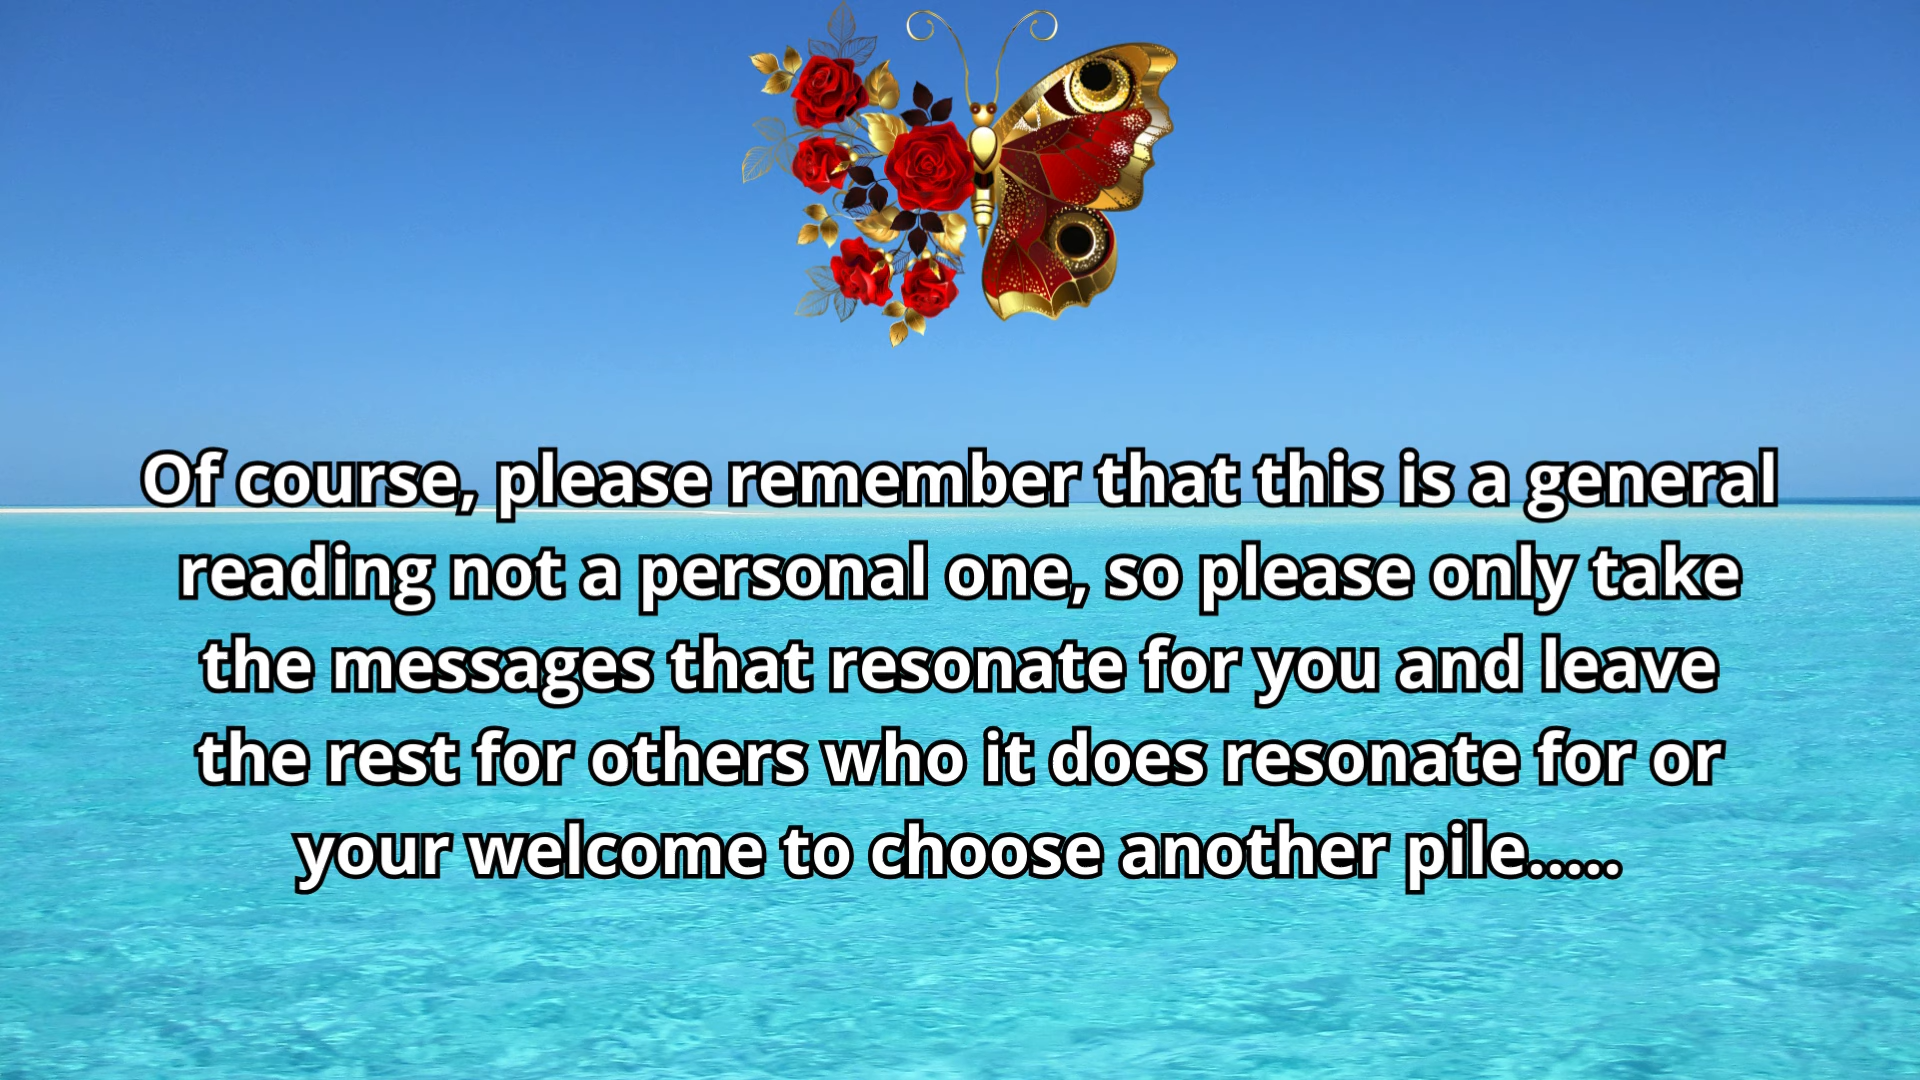 Of course, please remember that this is a general
reading not a personal one, so please only take
the messages that resonate for you and leave
the rest for others who it does resonate for or
your welcome to choose another pile.....